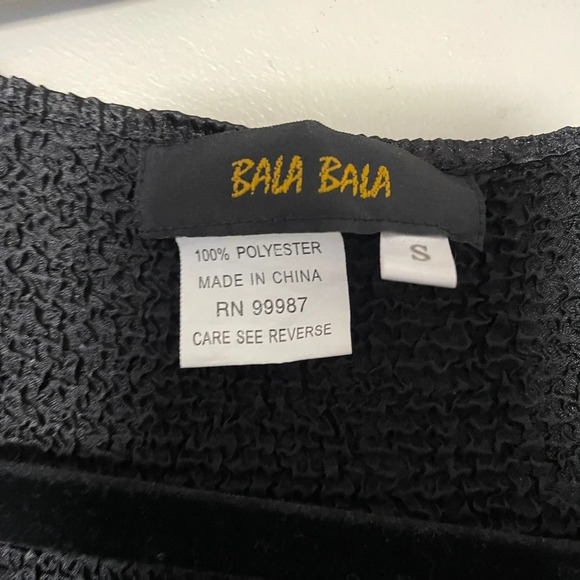 BALA BALA
100% POLYESTER
MADE IN CHINA
RN 99987
CARE SEE REVERSE
S